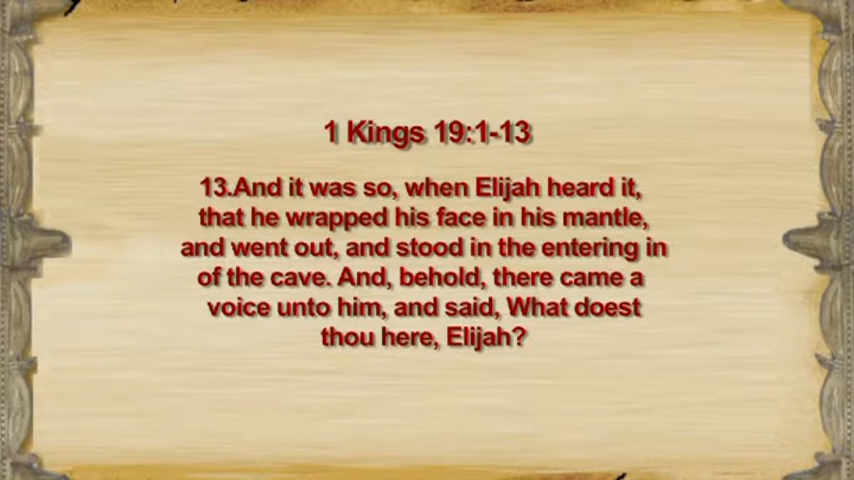 1 Kings 19:1-13
13.And it was so, when Elijah heard it,
that he wrapped his face in his mantle,
and went out, and stood in the entering in
of the cave. And, behold, there came a
voice unto him, and said, What doest
thou here, Elijah?